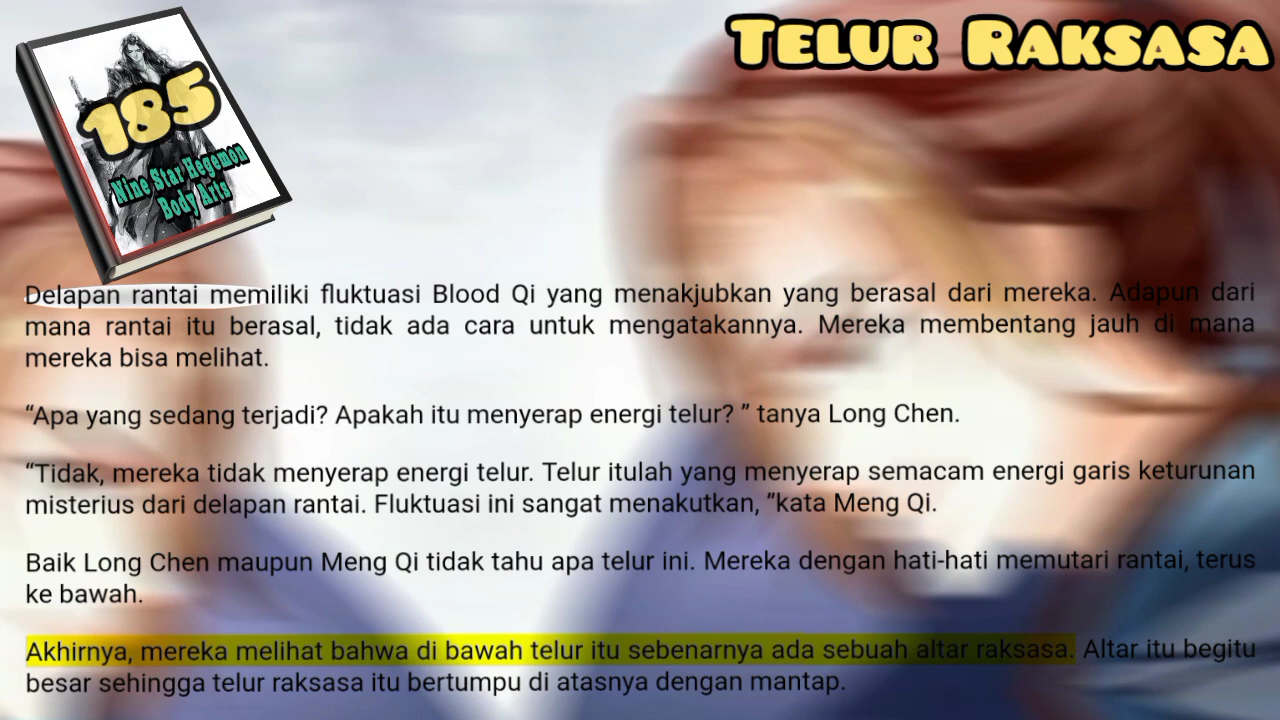 Telur Raksasa
185
Nine Star Hegemon
Body Arts
Delapan rantai memiliki fluktuasi Blood Qi yang menakjubkan yang berasal dari mereka. Adapun dari
mana rantai itu berasal, tidak ada cara untuk mengatakannya. Mereka membentang jauh di mana
mereka bisa melihat.
“Apa yang sedang terjadi? Apakah itu menyerap energi telur? ” tanya Long Chen.
“Tidak, mereka tidak menyerap energi telur. Telur itulah yang menyerap semacam energi garis keturunan
misterius dari delapan rantai. Fluktuasi ini sangat menakutkan, ”kata Meng Qi.
Baik Long Chen maupun Meng Qi tidak tahu apa telur ini. Mereka dengan hati-hati memutari rantai, terus
ke bawah.
Akhirnya, mereka melihat bahwa di bawah telur itu sebenarnya ada sebuah altar raksasa. Altar itu begitu
besar sehingga telur raksasa itu bertumpu di atasnya dengan mantap.